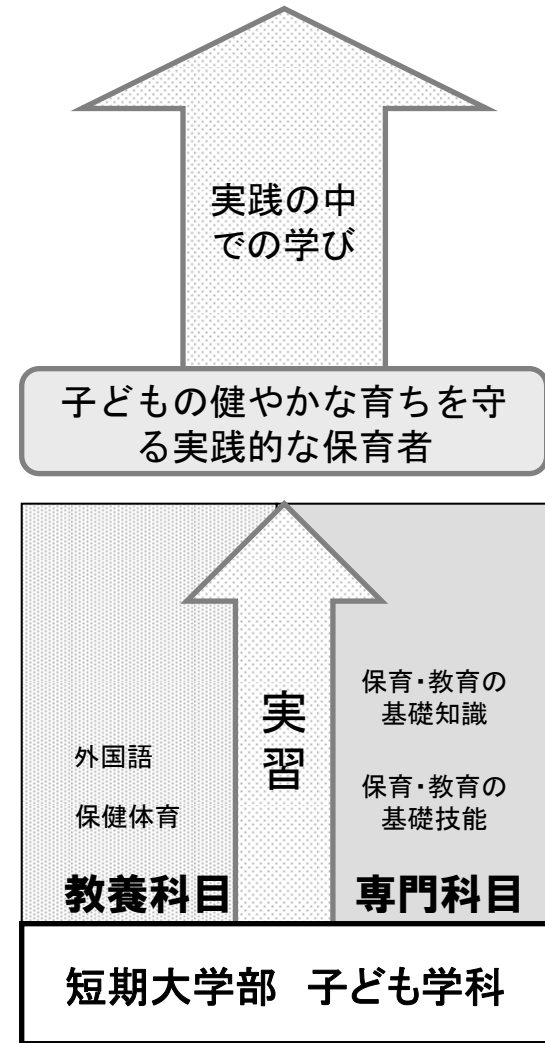 実践の中
での学び
子どもの健やかな育ちを守
る実践的な保育者
実
習
外国語
保健体育
教養科目
保育・教育の
基礎知識
保育・教育の
基礎技能
専門科目
短期大学部　子ども学科